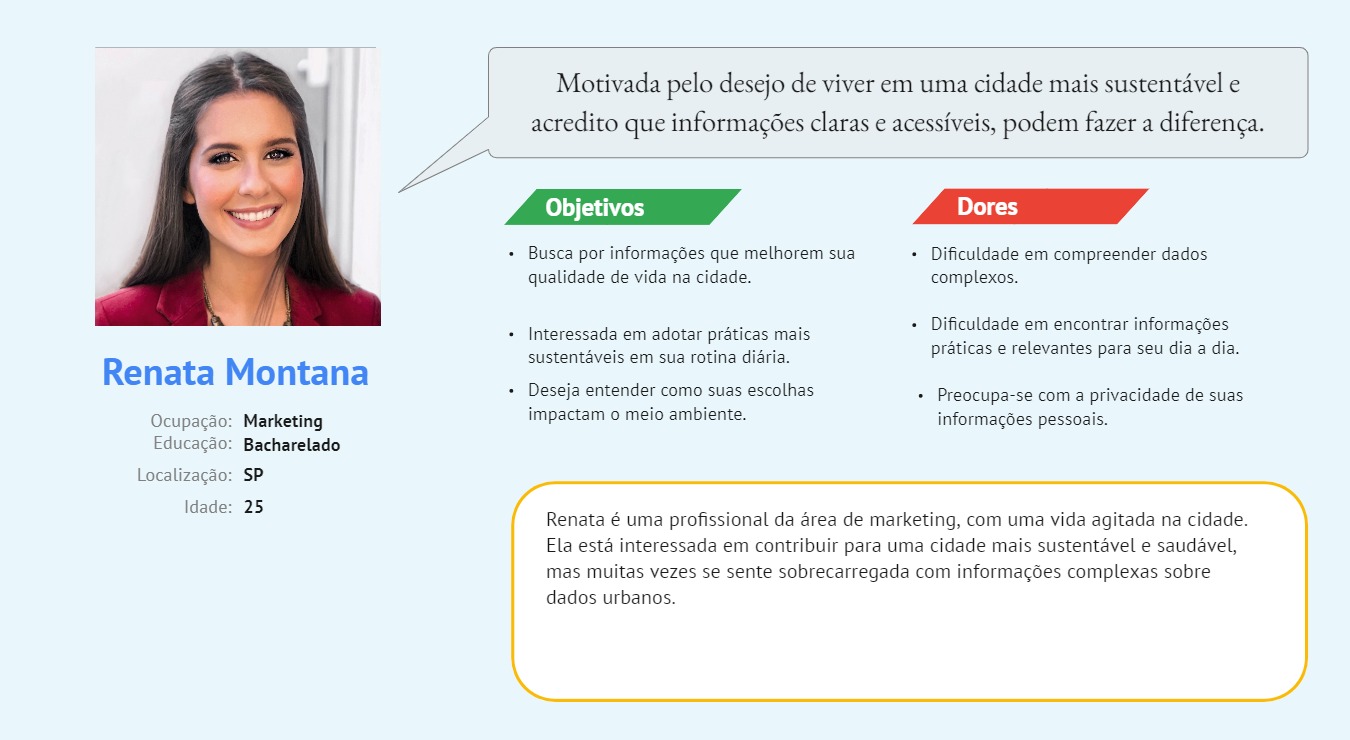 Motivada pelo desejo de viver em uma cidade mais sustentável e
acredito que informações claras e acessíveis, podem fazer a diferença.
Renata Montana
Ocupação: Marketing
Educação: Bacharelado
Localização: SP
Idade: 25
Objetivos
• Busca por informações que melhorem sua
qualidade de vida na cidade.
• Interessada em adotar práticas mais
sustentáveis em sua rotina diária.
• Deseja entender como suas escolhas
impactam o meio ambiente.
Dores
• Dificuldade em compreender dados
complexos.
• Dificuldade em encontrar informações
práticas e relevantes para seu dia a dia.
• Preocupa-se com a privacidade de suas
informações pessoais.
Renata é uma profissional da área de marketing, com uma vida agitada na cidade.
Ela está interessada em contribuir para uma cidade mais sustentável e saudável,
mas muitas vezes se sente sobrecarregada com informações complexas sobre
dados urbanos.